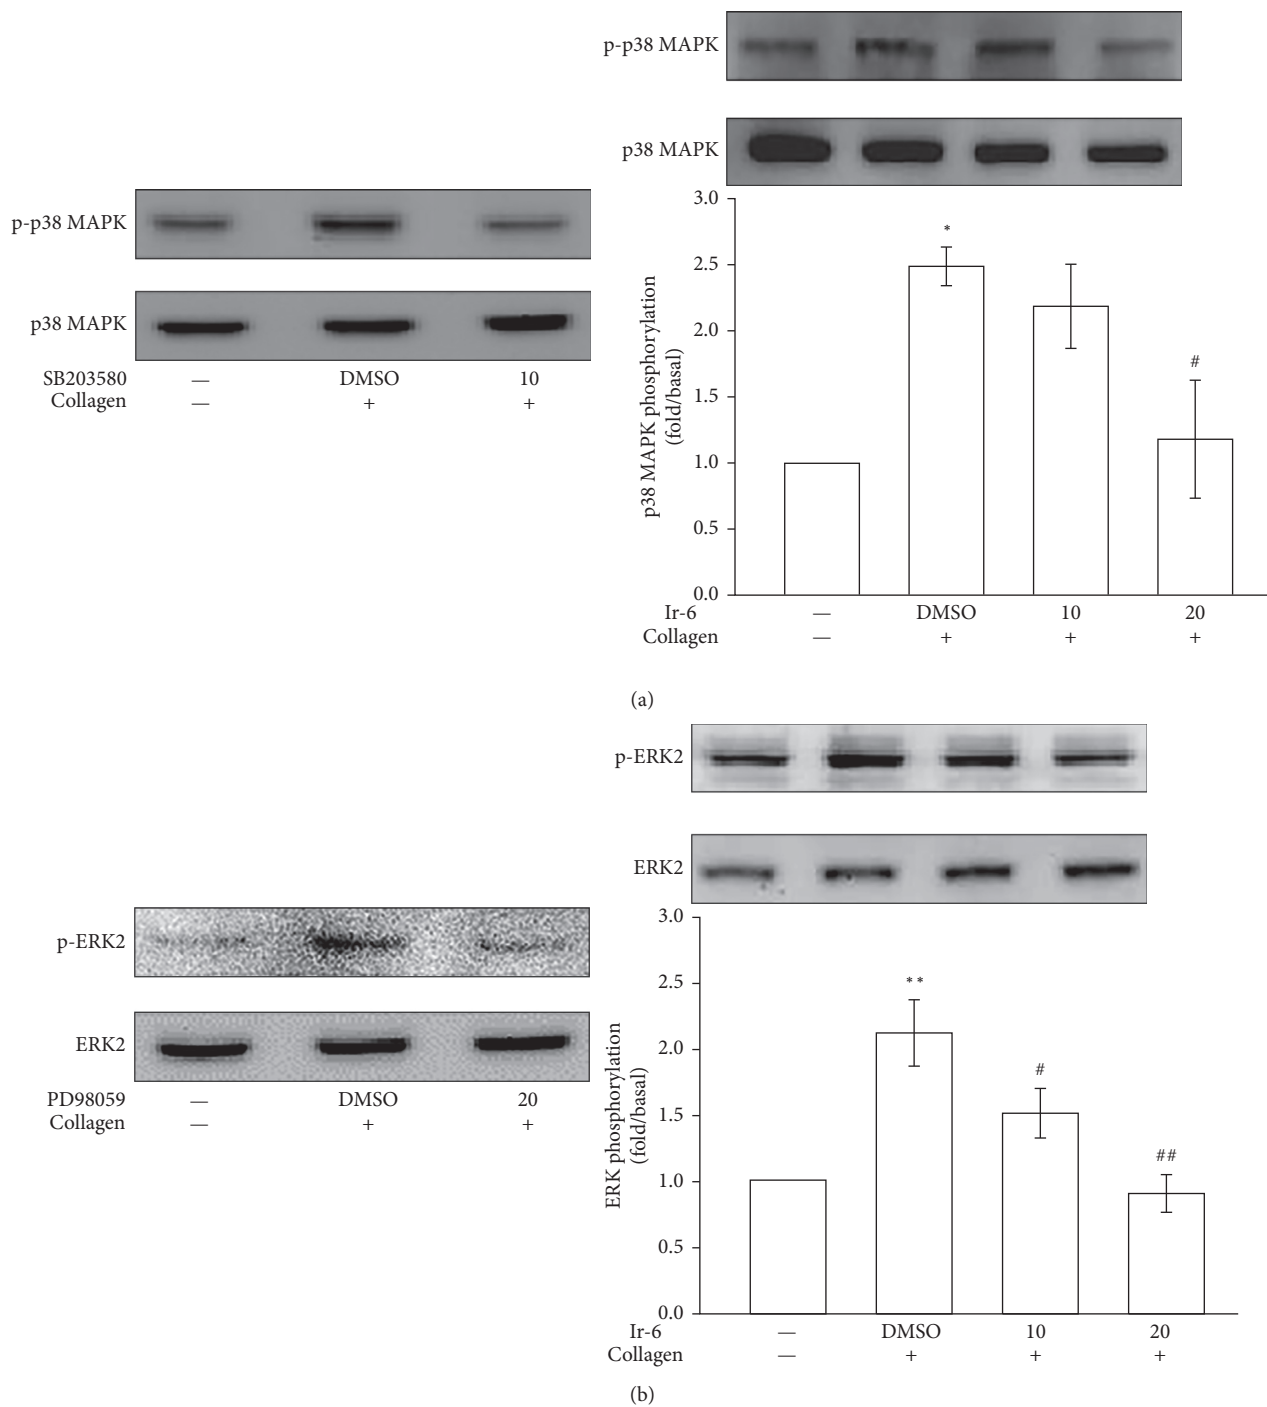 p-p38 MAPK
p38 MAPK
p-p38 MAPK
p38 MAPK
SB203580 — DMSO 10
Collagen — + +
3.0
2.5
2.0
1.5
1.0
0.5
0.0
p38 MAPK phosphorylation
(fold/basal)
*
#
Ir-6 — DMSO 10 20
Collagen — + + +
(a)
p-ERK2
ERK2
p-ERK2
ERK2
PD98059 — DMSO 20
Collagen — + +
3.0
2.5
2.0
1.5
1.0
0.5
0.0
ERK phosphorylation
(fold/basal)
**
#
##
Ir-6 — DMSO 10 20
Collagen — + + +
(b)